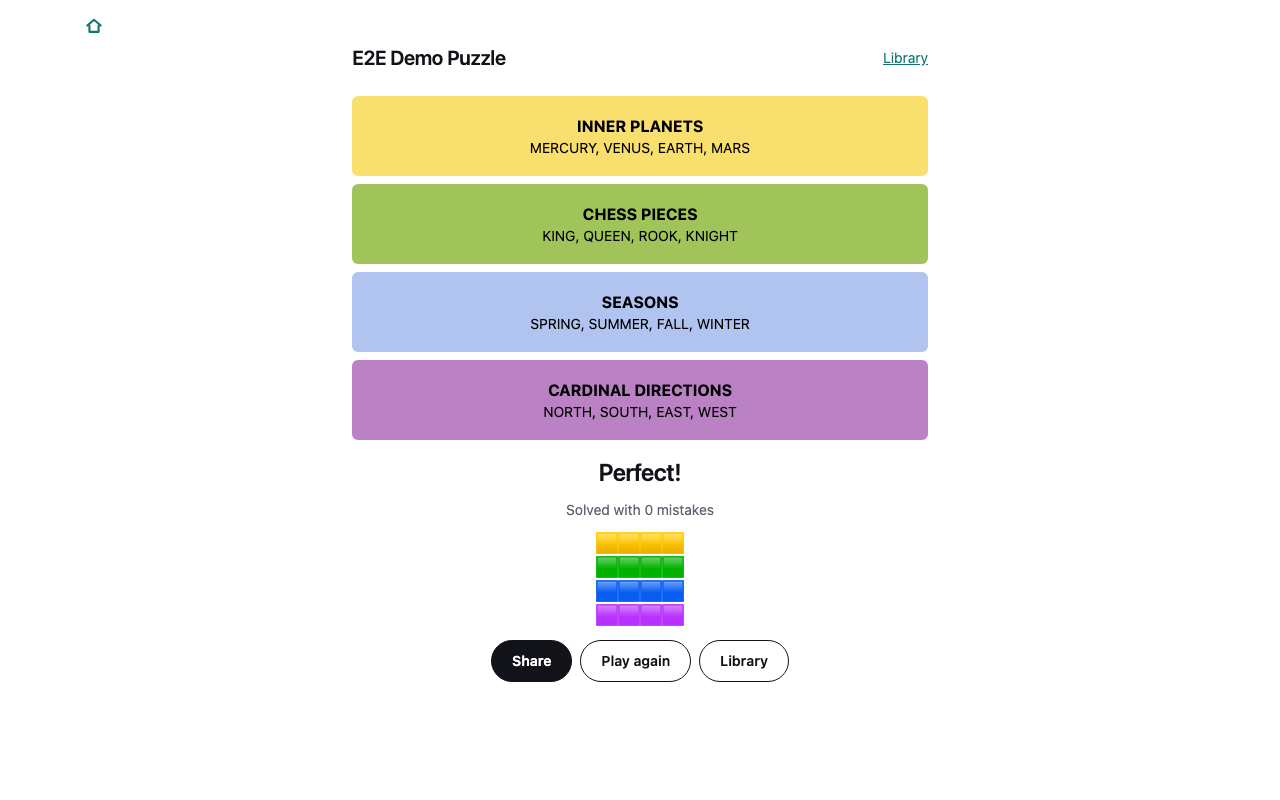 E2E Demo Puzzle
Library
INNER PLANETS
MERCURY, VENUS, EARTH, MARS
CHESS PIECES
KING, QUEEN, ROOK, KNIGHT
SEASONS
SPRING, SUMMER, FALL, WINTER
CARDINAL DIRECTIONS
NORTH, SOUTH, EAST, WEST
Perfect!
Solved with 0 mistakes
Share
Play again
Library